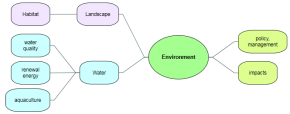 Habitat
Landscape
water
quality
renewal
energy
aquaculture
Water
Environment
policy,
management
impacts